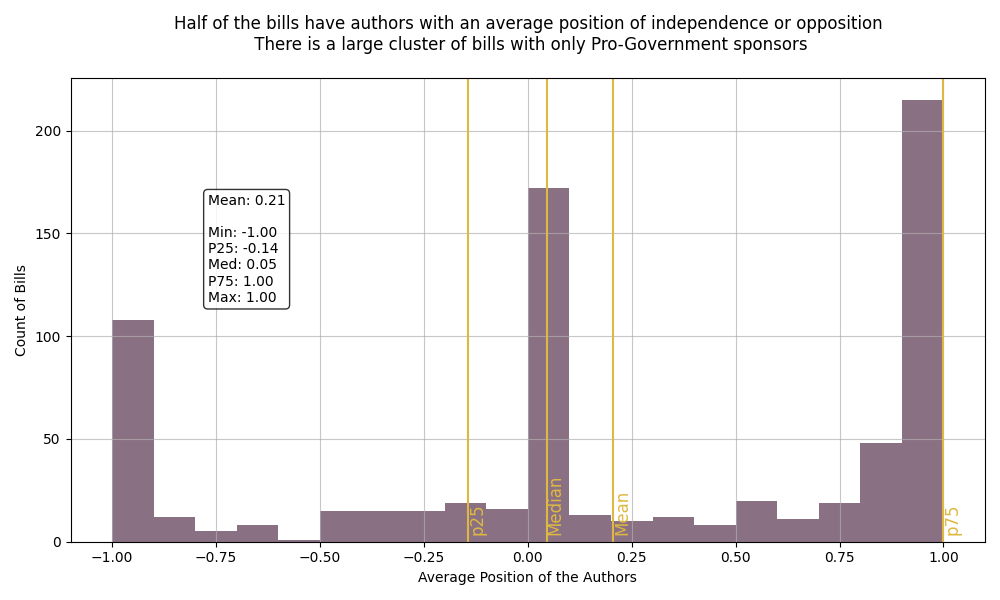 Half of the bills have authors with an average position of independence or opposition
There is a large cluster of bills with only Pro-Government sponsors
Count of Bills
200
150
100
50
0
Mean: 0.21
Min: -1.00
P25: -0.14
Med: 0.05
P75: 1.00
Max: 1.00
p25
Median
Mean
p75
−1.00 −0.75 −0.50 −0.25 0.00 0.25 0.50 0.75 1.00
Average Position of the Authors